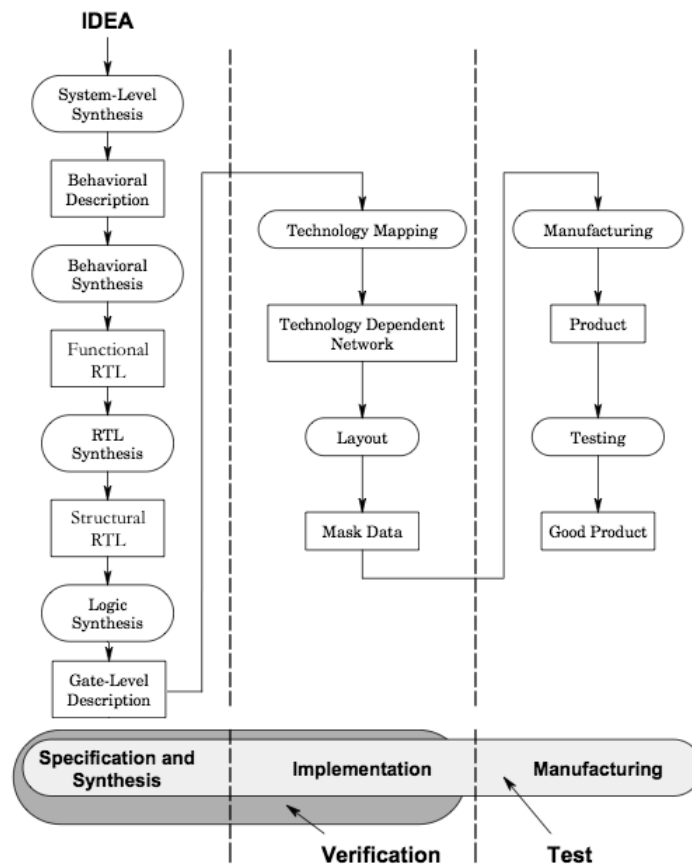 IDEA
System-Level
Synthesis
Behavioral
Description
Behavioral
Synthesis
Functional
RTL
RTL
Synthesis
Structural
RTL
Logic
Synthesis
Gate-Level
Description
Technology Mapping
Technology Dependent
Network
Layout
Mask Data
Manufacturing
Product
Testing
Good Product
Specification and
Synthesis
Implementation
Manufacturing
Verification
Test